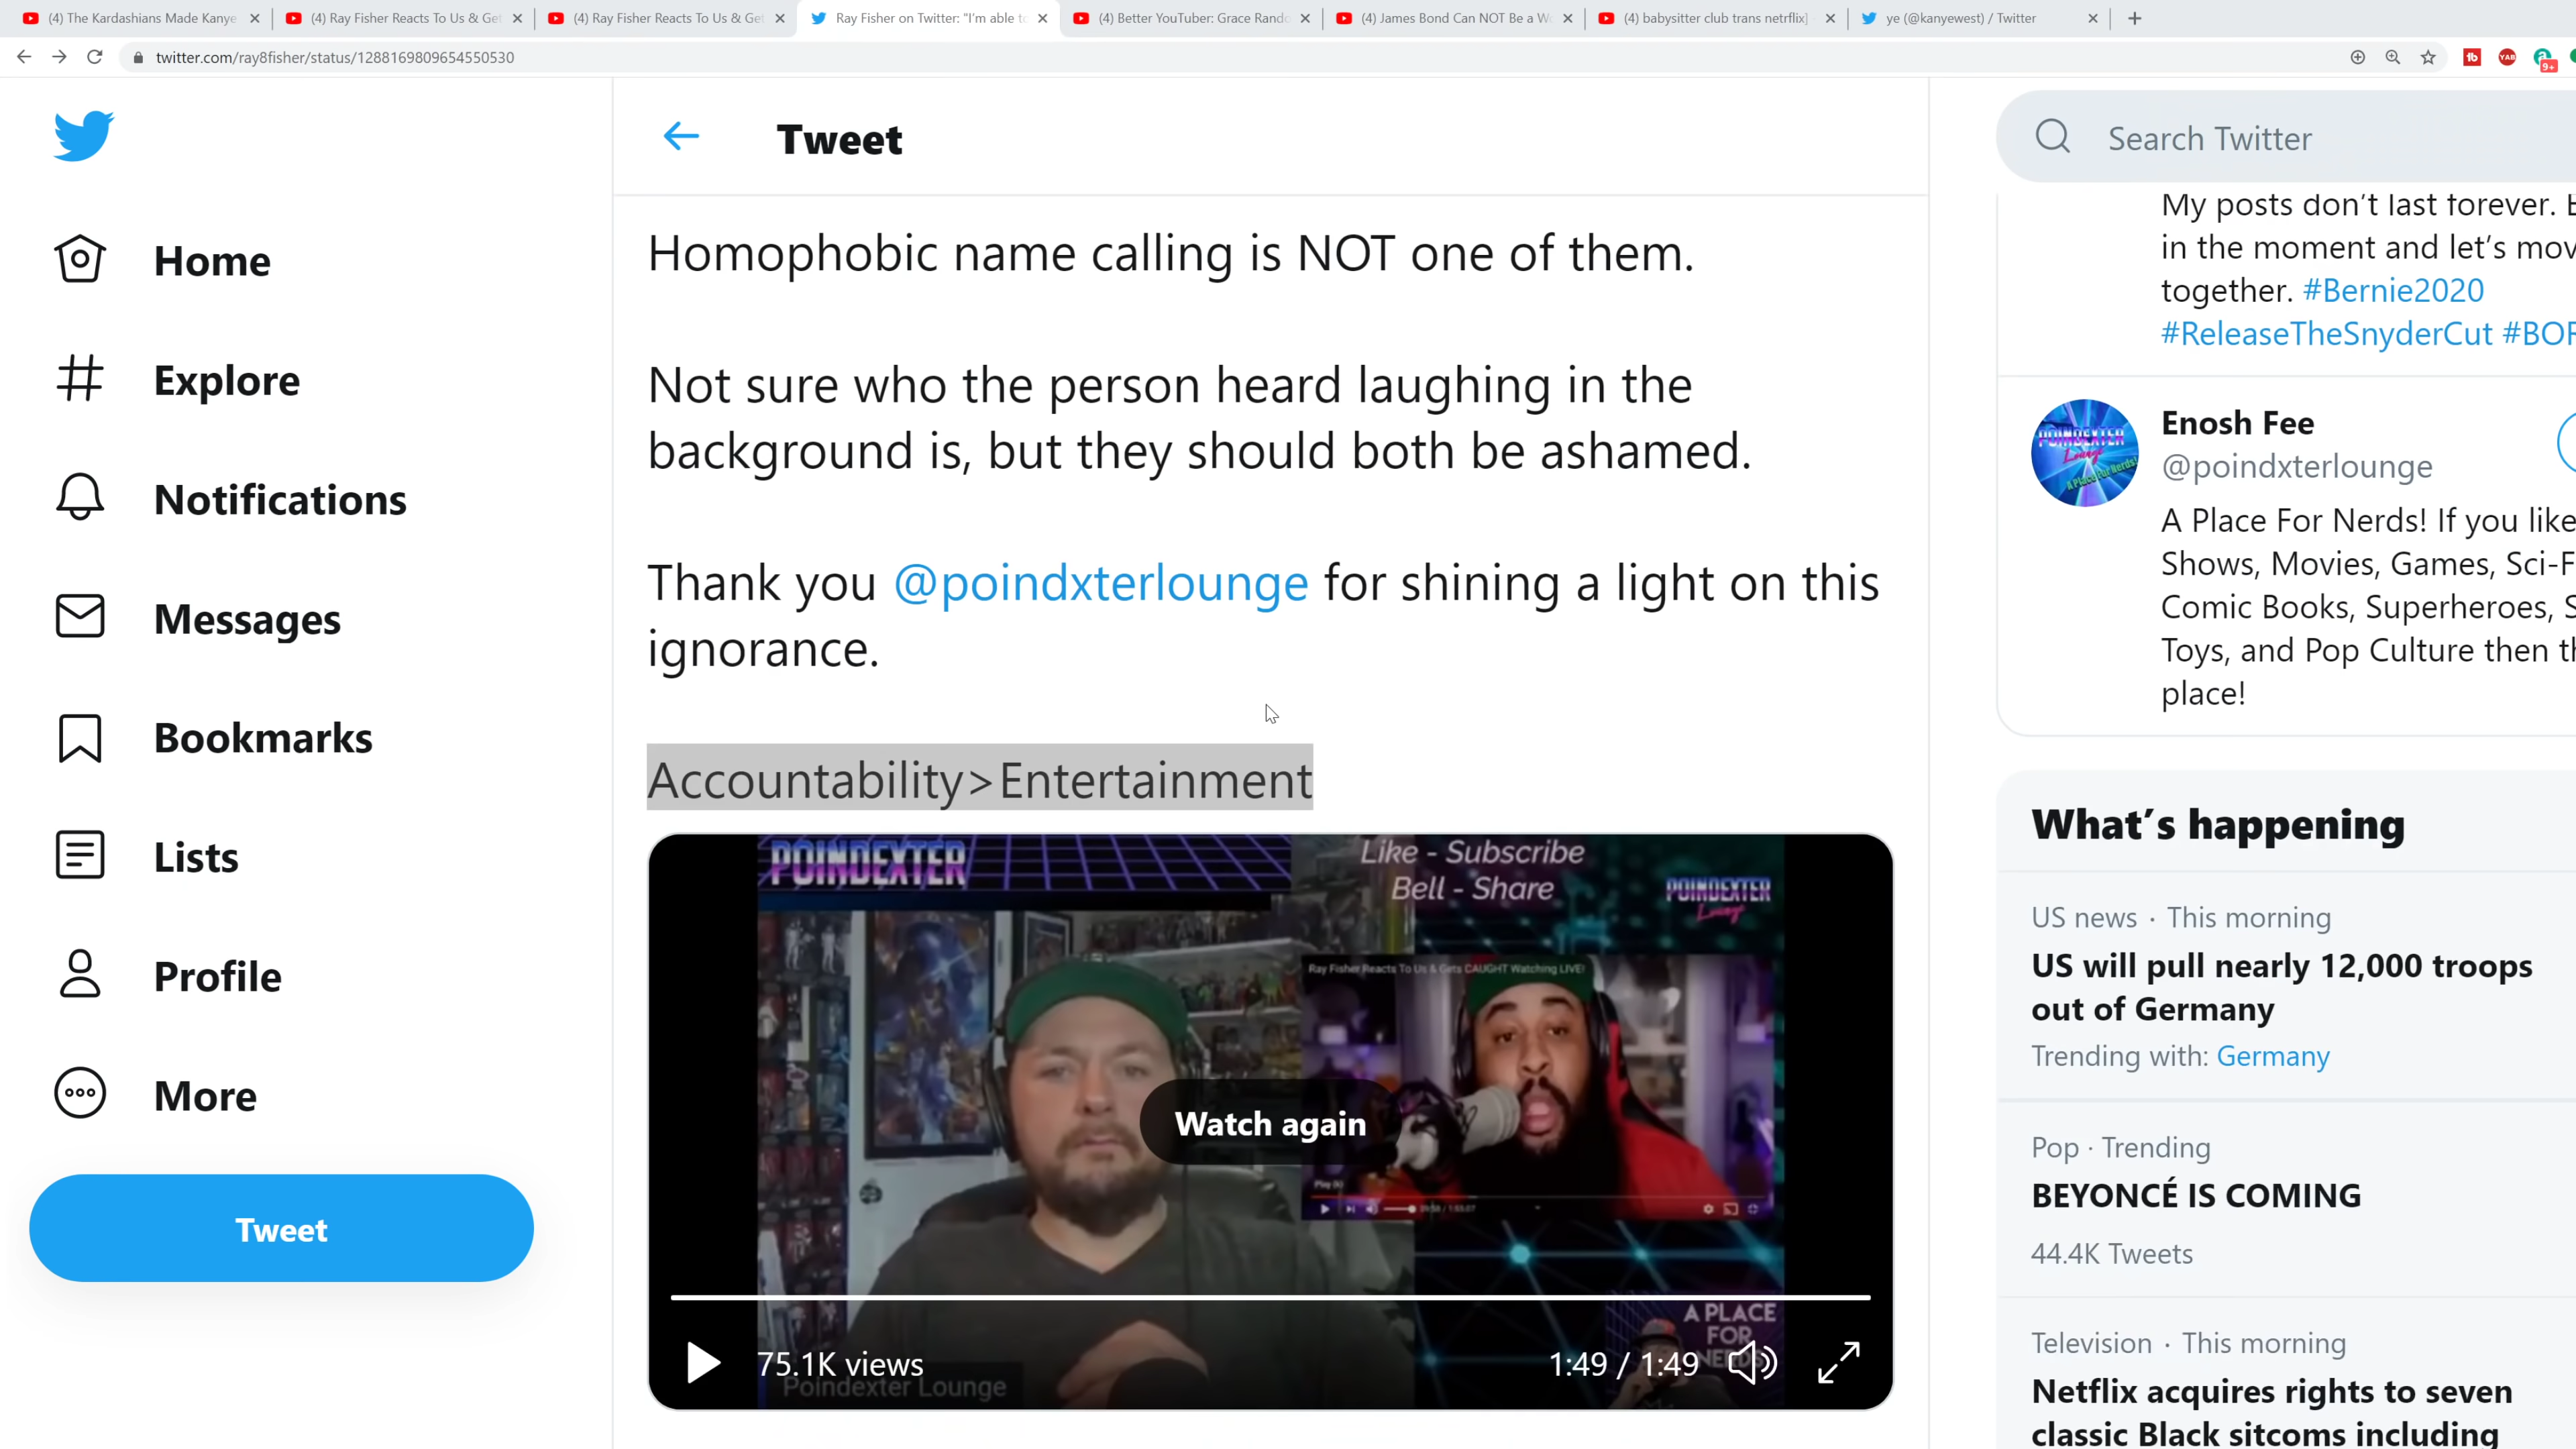 (4) The Kardashians Made Kanye
(4) Ray Fisher Reacts To Us & Get
(4) Ray Fisher Reacts To Us & Get
Ray Fisher on Twitter: "I'm able to
(4) Better YouTuber: Grace Rando
(4) James Bond Can NOT Be a W
(4) babysitter club trans netrflix]
ye (@kanyewest) / Twitter
twitter.com/ray8fisher/status/1288169809654550530
9+
Home
Explore
Notifications
Messages
Bookmarks
Lists
Profile
More
Tweet
Tweet
Homophobic name calling is NOT one of them.
Not sure who the person heard laughing in the
background is, but they should both be ashamed.
Thank you @poindxterlounge for shining a light on this
ignorance.
Accountability>Entertainment
POINDEXTER
Like - Subscribe
Bell - Share
POINDEXTER
Lounge
Ray Fisher Reacts To Us & Gets CAUGHT Watching LIVE!
Watch again
Play (k)
A PLACE
FOR
NERDS
75.1K views
1:49 / 1:49
Poindexter Lounge
Search Twitter
My posts don't last forever.
in the moment and let's mov
together. #Bernie2020
#ReleaseTheSnyderCut #BOR
Enosh Fee
@poindxterlounge
A Place For Nerds! If you like
Shows, Movies, Games, Sci-F
Comic Books, Superheroes, S
Toys, and Pop Culture then th
place!
What's happening
US news · This morning
US will pull nearly 12,000 troops
out of Germany
Trending with: Germany
Pop · Trending
BEYONCÉ IS COMING
44.4K Tweets
Television · This morning
Netflix acquires rights to seven
classic Black sitcoms including